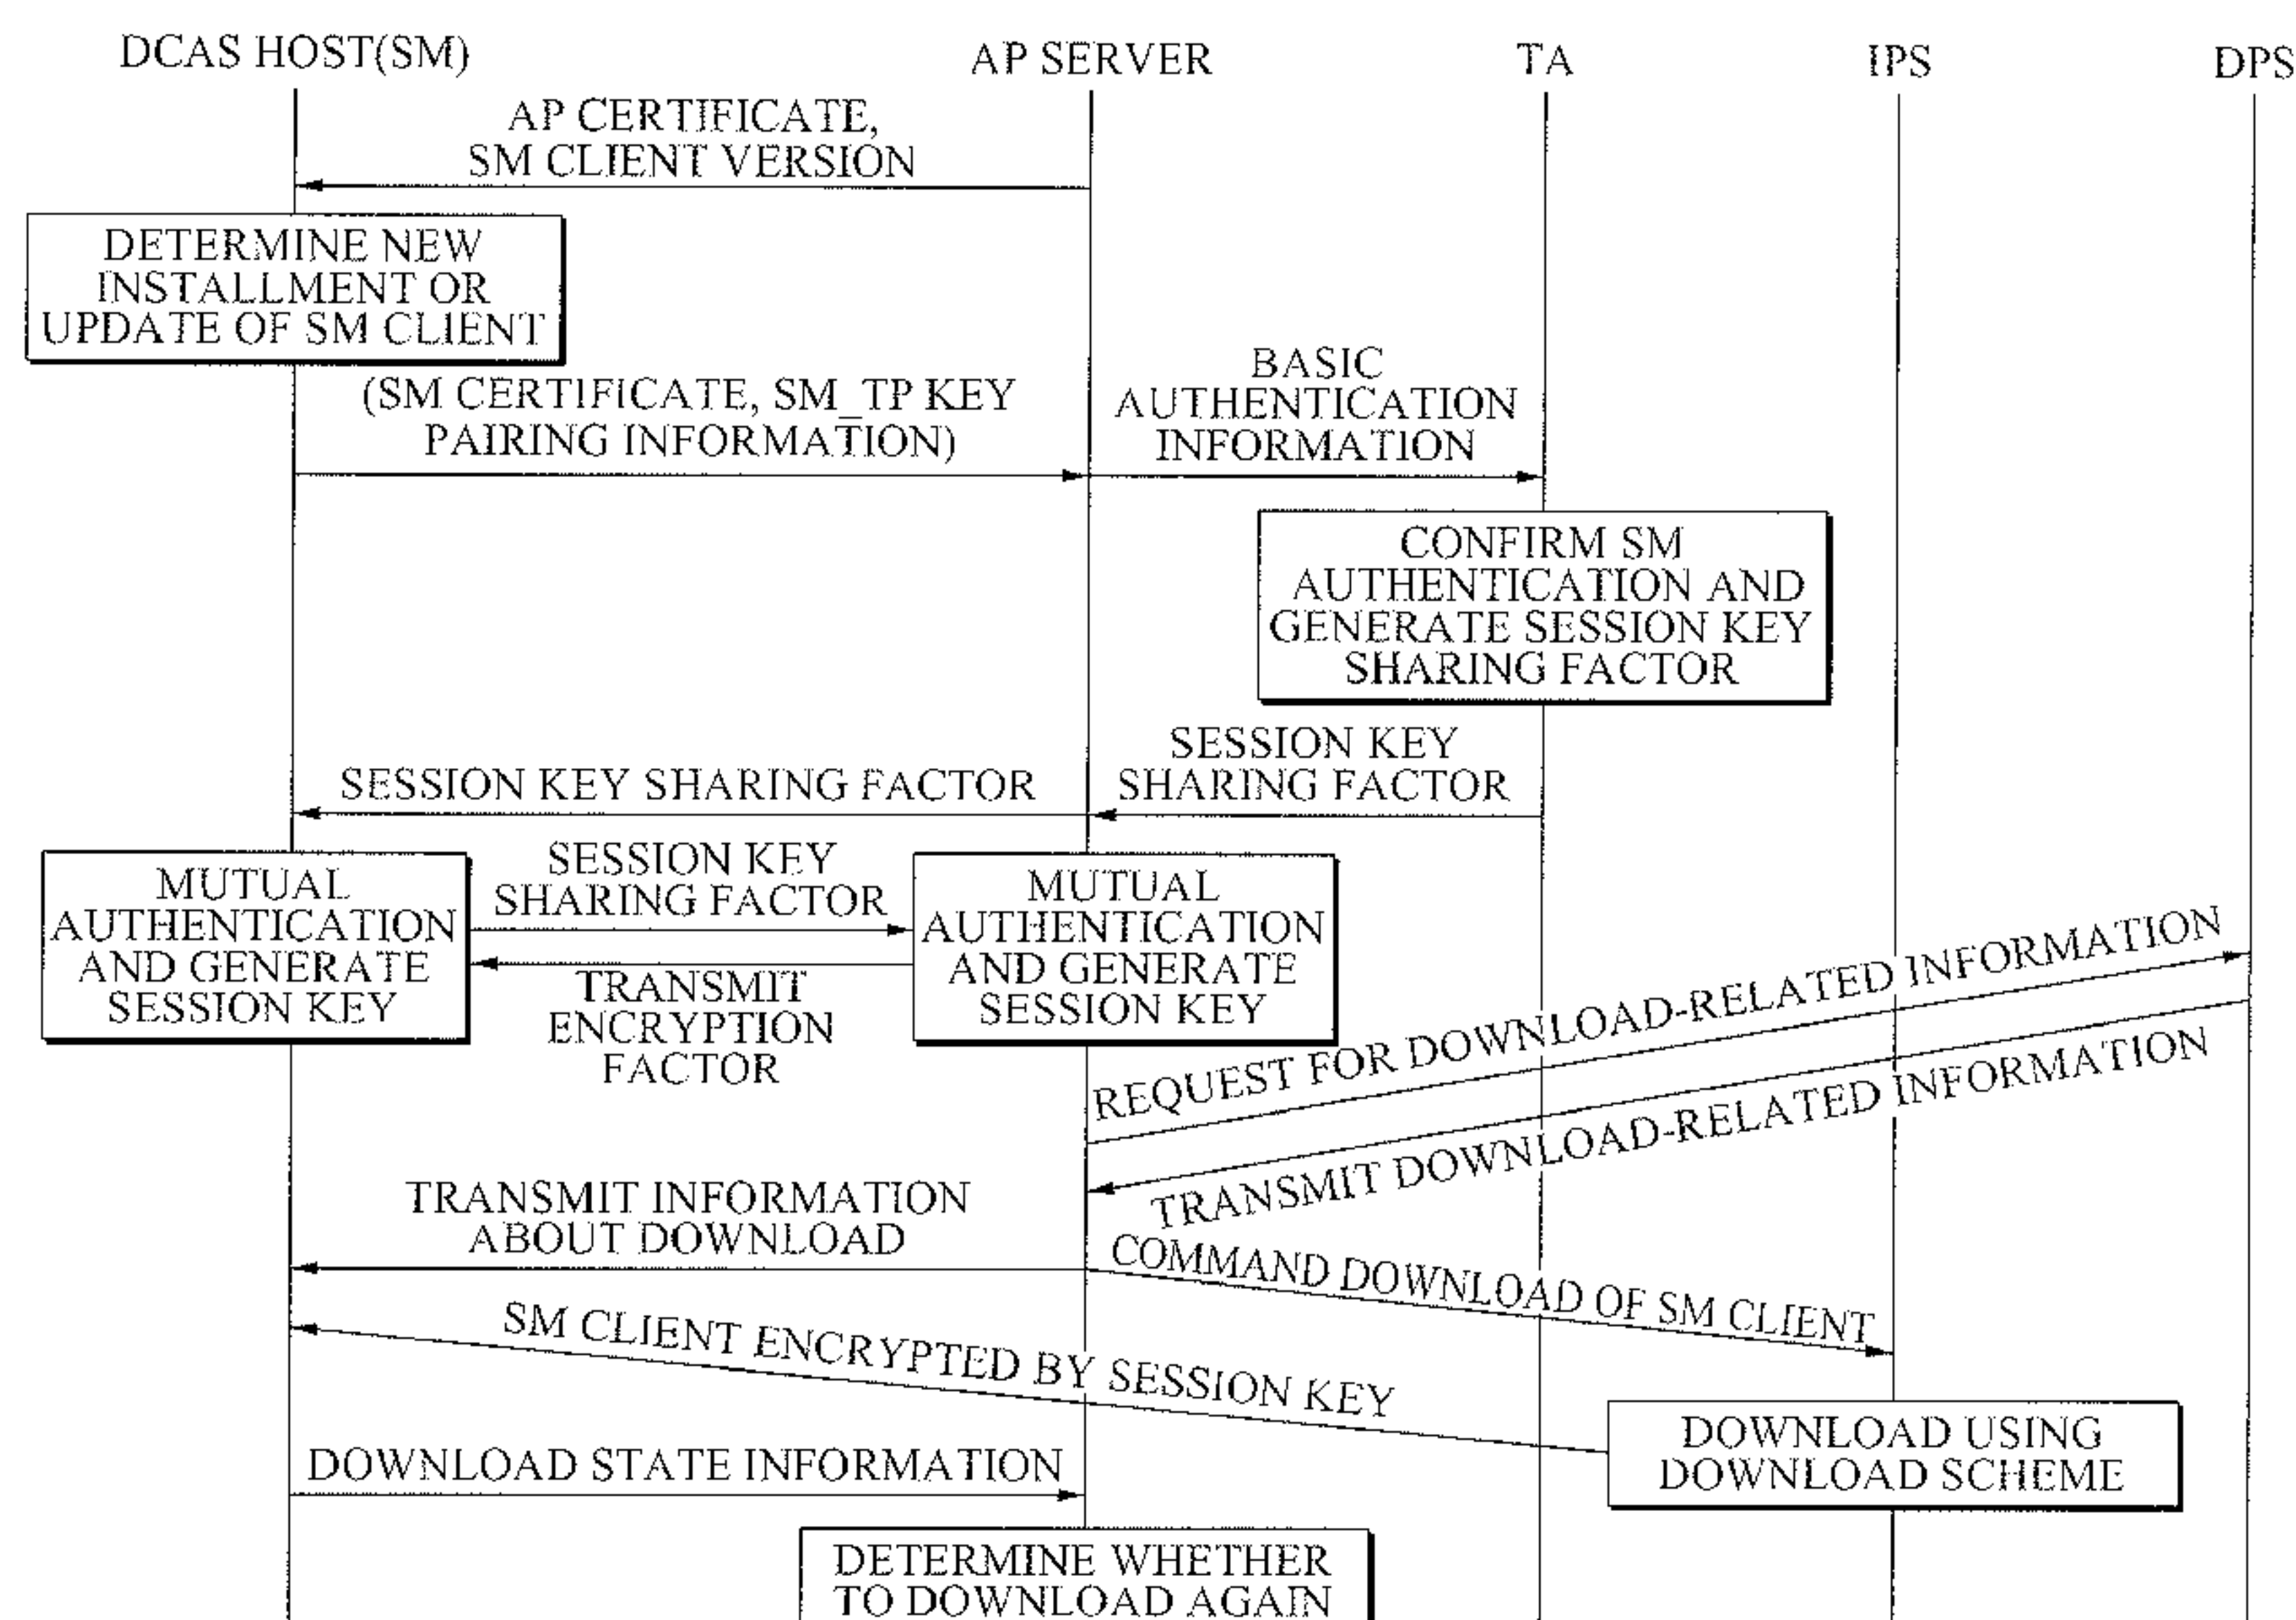 DCAS HOST(SM)
AP SERVER
TA
IPS
DPS
AP CERTIFICATE,
SM CLIENT VERSION
DETERMINE NEW
INSTALLMENT OR
UPDATE OF SM CLIENT
(SM CERTIFICATE, SM_TP KEY
PAIRING INFORMATION)
BASIC
AUTHENTICATION
INFORMATION
CONFIRM SM
AUTHENTICATION AND
GENERATE SESSION KEY
SHARING FACTOR
SESSION KEY SHARING FACTOR
SESSION KEY
SHARING FACTOR
MUTUAL
AUTHENTICATION
AND GENERATE
SESSION KEY
SESSION KEY
SHARING FACTOR
TRANSMIT
ENCRYPTION
FACTOR
MUTUAL
AUTHENTICATION
AND GENERATE
SESSION KEY
REQUEST FOR DOWNLOAD-RELATED INFORMATION
TRANSMIT DOWNLOAD-RELATED INFORMATION
TRANSMIT INFORMATION
ABOUT DOWNLOAD
COMMAND DOWNLOAD OF SM CLIENT
SM CLIENT ENCRYPTED BY SESSION KEY
DOWNLOAD USING
DOWNLOAD SCHEME
DOWNLOAD STATE INFORMATION
DETERMINE WHETHER
TO DOWNLOAD AGAIN